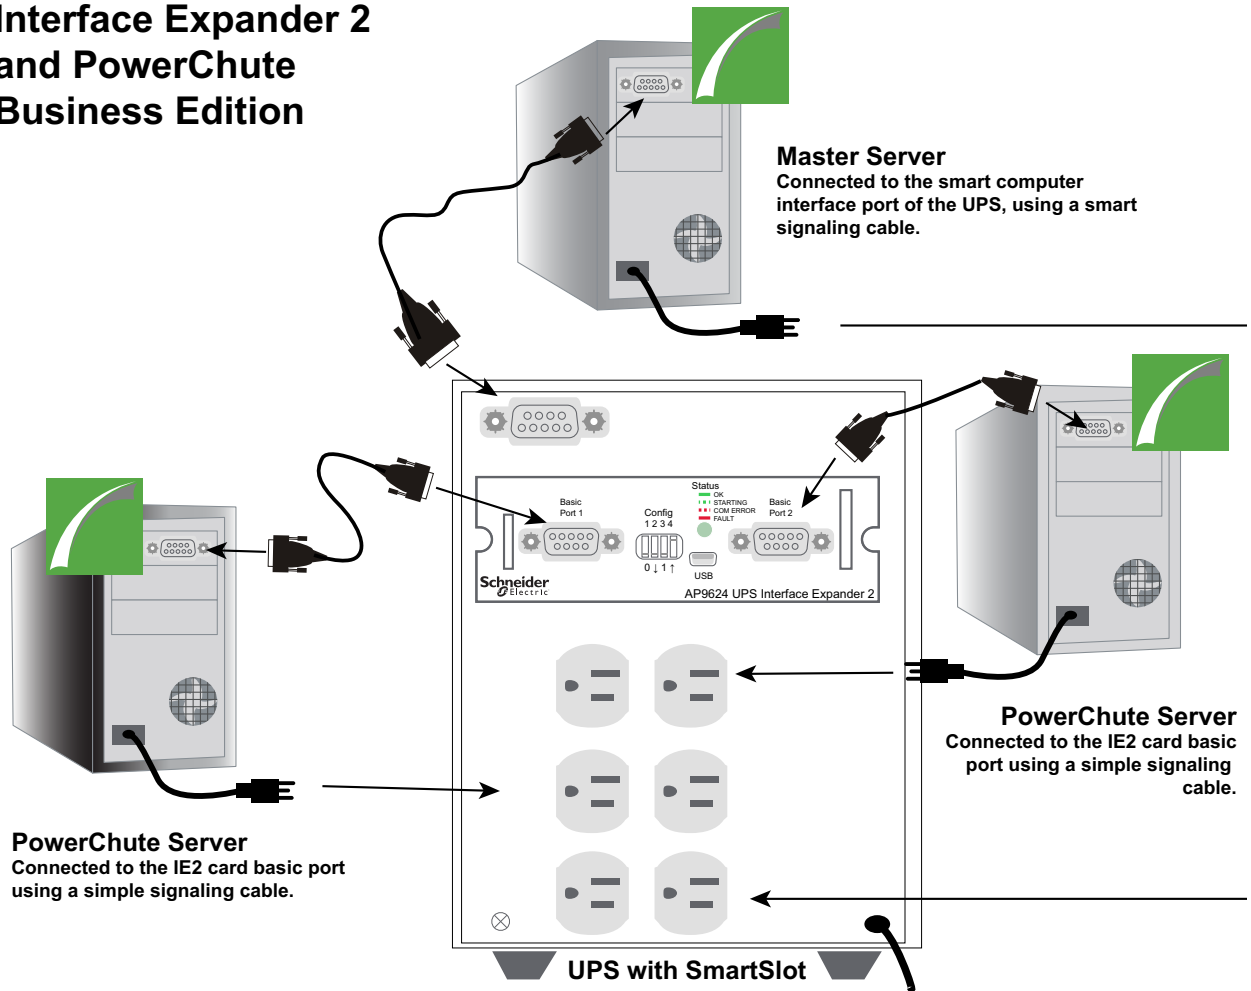 Interface Expander 2
and PowerChute
Business Edition
Master Server
Connected to the smart computer
interface port of the UPS, using a smart
signaling cable.
Status
OK
STARTING
COM ERROR
FAULT
Basic
Port 1
Config
1 2 3 4
0 ↓ 1 ↑
USB
Basic
Port 2
Schneider
Electric
AP9624 UPS Interface Expander 2
PowerChute Server
Connected to the IE2 card basic
port using a simple signaling
cable.
PowerChute Server
Connected to the IE2 card basic port
using a simple signaling cable.
UPS with SmartSlot